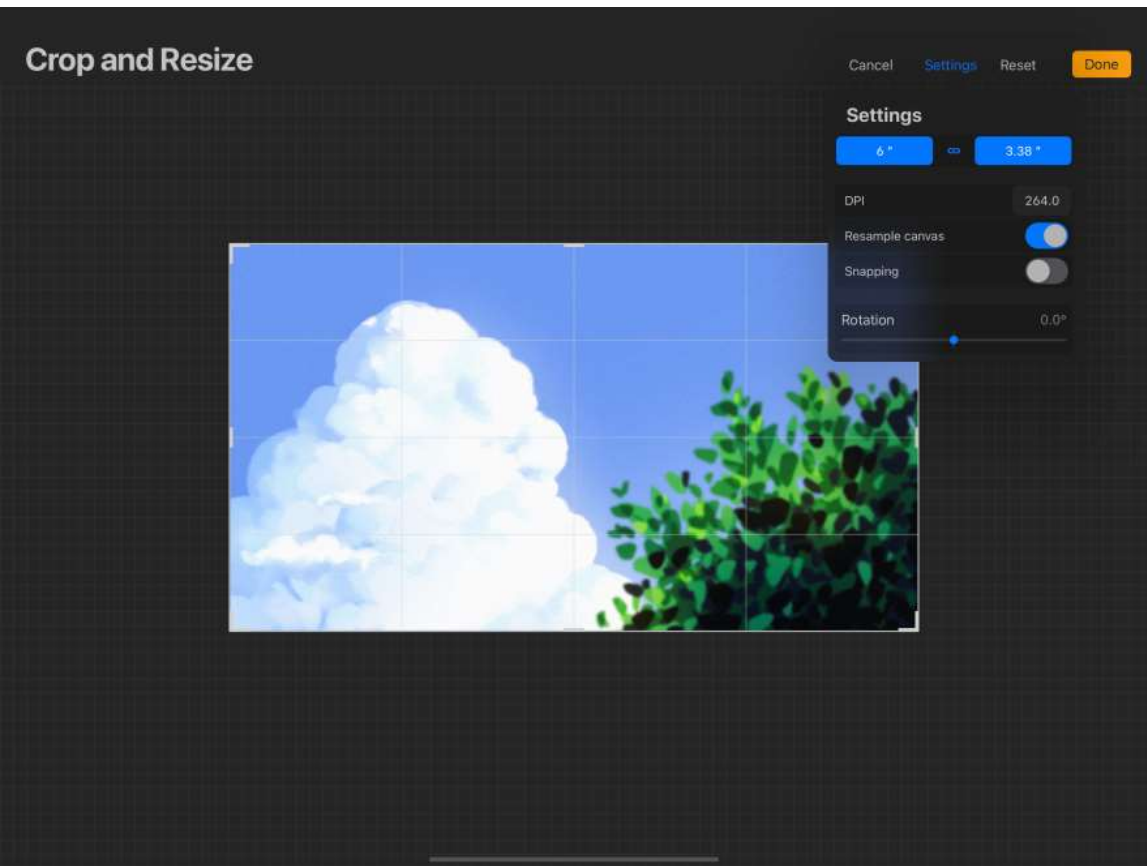 Crop and Resize
Cancel Settings Reset Done
Settings
6 " 3.38 "
DPI 264.0
Resample canvas
Snapping
Rotation 0.0°